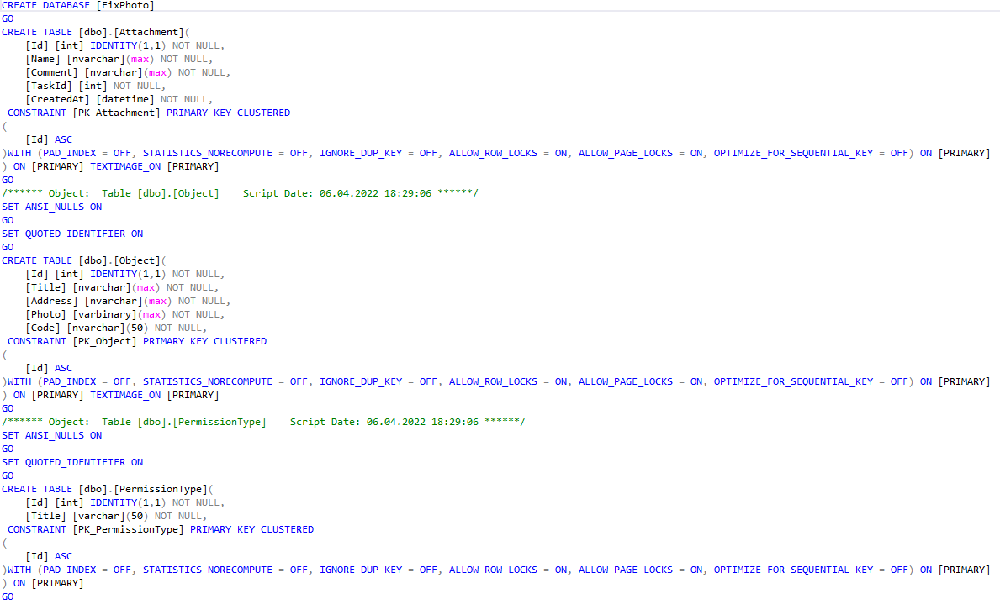 CREATE DATABASE [FixPhoto]
GO
CREATE TABLE [dbo].[Attachment](
    [Id] [int] IDENTITY(1,1) NOT NULL,
    [Name] [nvarchar](max) NOT NULL,
    [Comment] [nvarchar](max) NOT NULL,
    [TaskId] [int] NOT NULL,
    [CreatedAt] [datetime] NOT NULL,
 CONSTRAINT [PK_Attachment] PRIMARY KEY CLUSTERED
(
    [Id] ASC
)WITH (PAD_INDEX = OFF, STATISTICS_NORECOMPUTE = OFF, IGNORE_DUP_KEY = OFF, ALLOW_ROW_LOCKS = ON, ALLOW_PAGE_LOCKS = ON, OPTIMIZE_FOR_SEQUENTIAL_KEY = OFF) ON [PRIMARY]
) ON [PRIMARY] TEXTIMAGE_ON [PRIMARY]
GO
/****** Object:  Table [dbo].[Object]    Script Date: 06.04.2022 18:29:06 ******/
SET ANSI_NULLS ON
GO
SET QUOTED_IDENTIFIER ON
GO
CREATE TABLE [dbo].[Object](
    [Id] [int] IDENTITY(1,1) NOT NULL,
    [Title] [nvarchar](max) NOT NULL,
    [Address] [nvarchar](max) NOT NULL,
    [Photo] [varbinary](max) NOT NULL,
    [Code] [nvarchar](50) NOT NULL,
 CONSTRAINT [PK_Object] PRIMARY KEY CLUSTERED
(
    [Id] ASC
)WITH (PAD_INDEX = OFF, STATISTICS_NORECOMPUTE = OFF, IGNORE_DUP_KEY = OFF, ALLOW_ROW_LOCKS = ON, ALLOW_PAGE_LOCKS = ON, OPTIMIZE_FOR_SEQUENTIAL_KEY = OFF) ON [PRIMARY]
) ON [PRIMARY] TEXTIMAGE_ON [PRIMARY]
GO
/****** Object:  Table [dbo].[PermissionType]    Script Date: 06.04.2022 18:29:06 ******/
SET ANSI_NULLS ON
GO
SET QUOTED_IDENTIFIER ON
GO
CREATE TABLE [dbo].[PermissionType](
    [Id] [int] IDENTITY(1,1) NOT NULL,
    [Title] [varchar](50) NOT NULL,
 CONSTRAINT [PK_PermissionType] PRIMARY KEY CLUSTERED
(
    [Id] ASC
)WITH (PAD_INDEX = OFF, STATISTICS_NORECOMPUTE = OFF, IGNORE_DUP_KEY = OFF, ALLOW_ROW_LOCKS = ON, ALLOW_PAGE_LOCKS = ON, OPTIMIZE_FOR_SEQUENTIAL_KEY = OFF) ON [PRIMARY]
) ON [PRIMARY]
GO